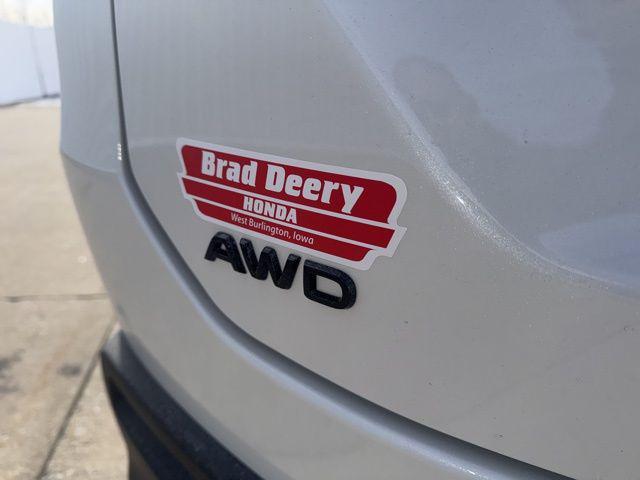 Brad Deery
HONDA
West Burlington, Iowa
AWD